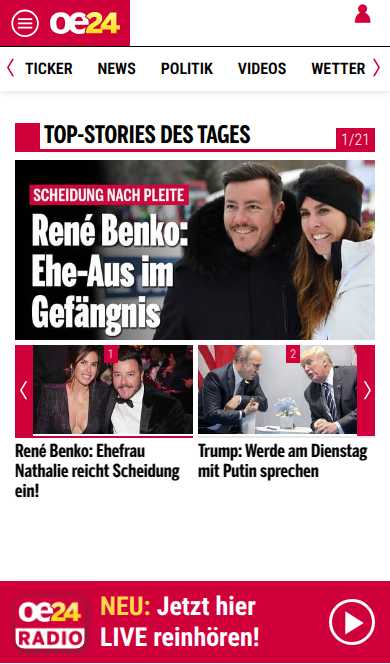 oe24
TICKER NEWS POLITIK VIDEOS WETTER
TOP-STORIES DES TAGES
1/21
SCHEIDUNG NACH PLEITE
René Benko:
Ehe-Aus im
Gefängnis
1
2
René Benko: Ehefrau
Nathalie reicht Scheidung
ein!
Trump: Werde am Dienstag
mit Putin sprechen
oe24
RADIO
NEU: Jetzt hier
LIVE reinhören!